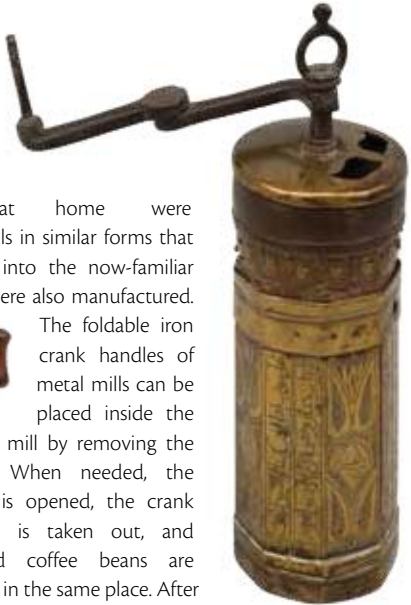 at home were
ls in similar forms that
into the now-familiar
ere also manufactured.
The foldable iron
crank handles of
metal mills can be
placed inside the
mill by removing the
When needed, the
is opened, the crank
is taken out, and
d coffee beans are
in the same place. After